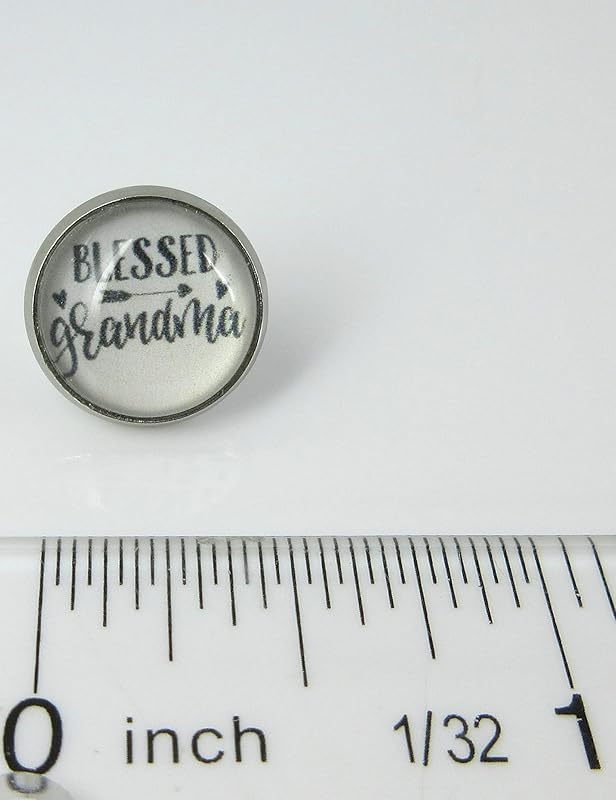 BLESSED
grandma
0 inch 1/32 1